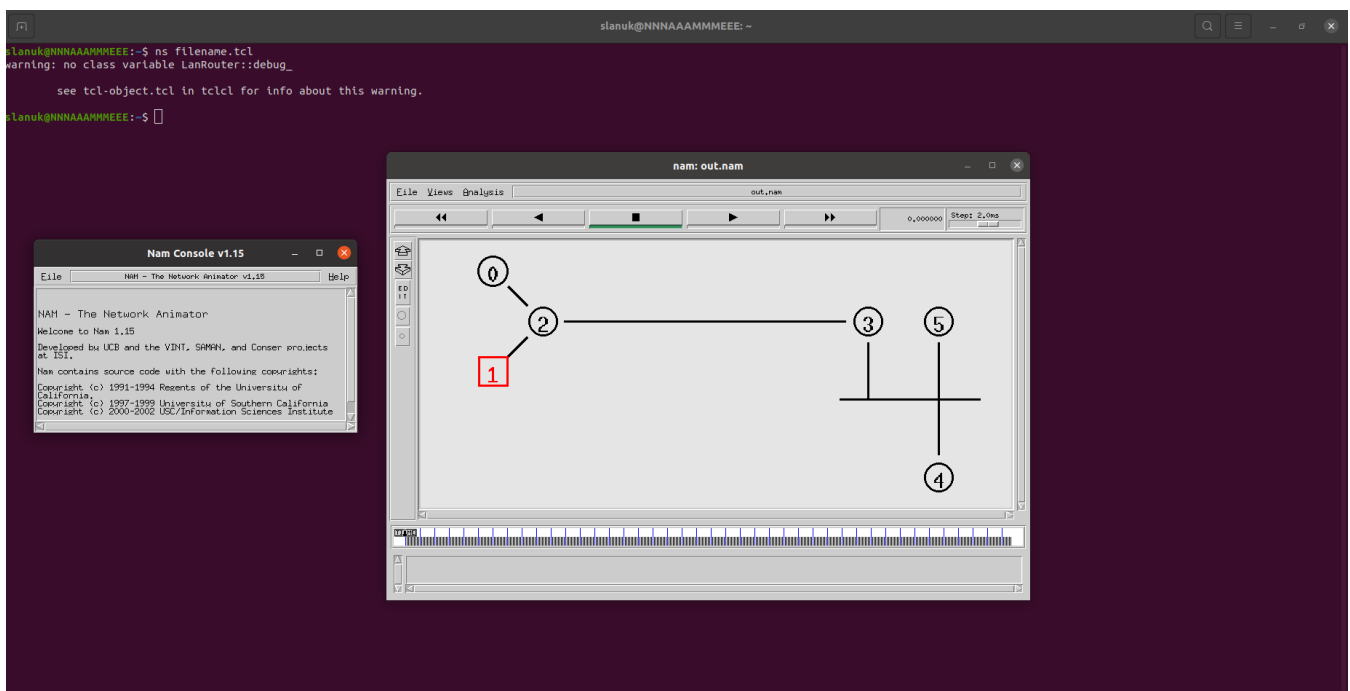 slanuk@NNNAAAMMMEEE: ~
slanuk@NNNAAAMMMEEE:~$ ns filename.tcl
warning: no class variable LanRouter::debug_
see tcl-object.tcl in tclcl for info about this warning.
slanuk@NNNAAAMMMEEE:~$
nam: out.nam
File Views Analysis out.nam
0.000000 Step: 2.0ms
ED
IT
0
2
1
3
5
4
Nam Console v1.15
File NAM - The Network Animator v1.15 Help
NAM - The Network Animator
Welcome to Nam 1.15
Developed by UCB and the VINT, SAMAN, and Conser projects
at ISI.
Nam contains source code with the following copyrights:
Copyright (c) 1991-1994 Regents of the University of
California.
Copyright (c) 1997-1999 University of Southern California
Copyright (c) 2000-2002 USC/Information Sciences Institute